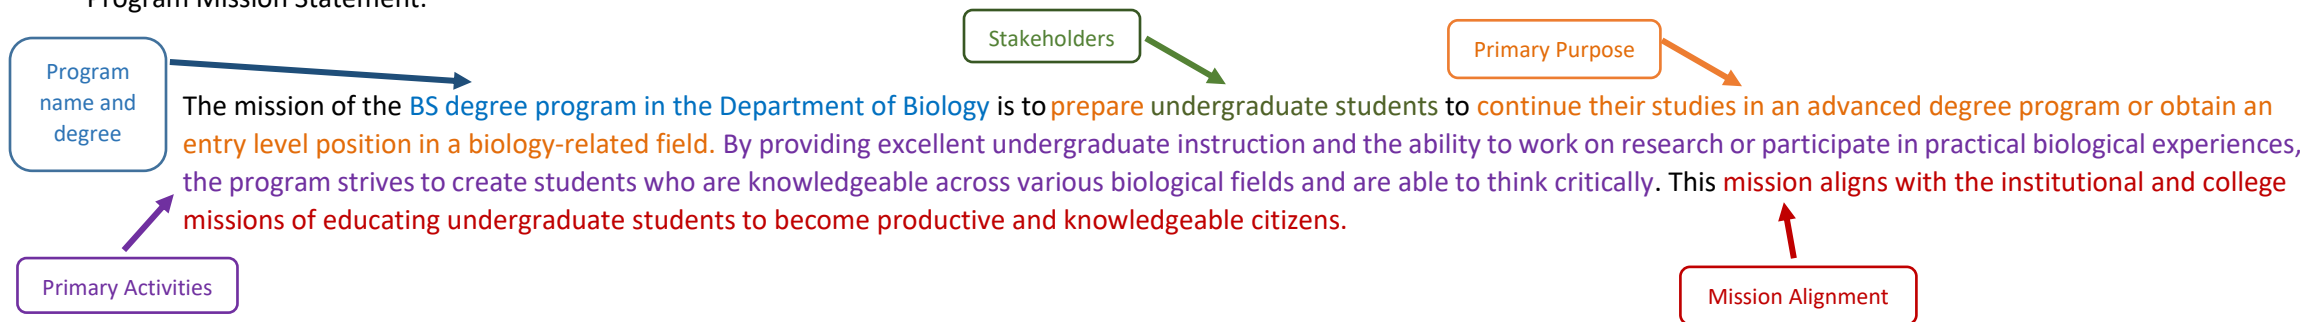 Program Mission Statement:
Stakeholders
Primary Purpose
Program
name and
degree
The mission of the BS degree program in the Department of Biology is to prepare undergraduate students to continue their studies in an advanced degree program or obtain an
entry level position in a biology-related field. By providing excellent undergraduate instruction and the ability to work on research or participate in practical biological experiences,
the program strives to create students who are knowledgeable across various biological fields and are able to think critically. This mission aligns with the institutional and college
missions of educating undergraduate students to become productive and knowledgeable citizens.
Primary Activities
Mission Alignment